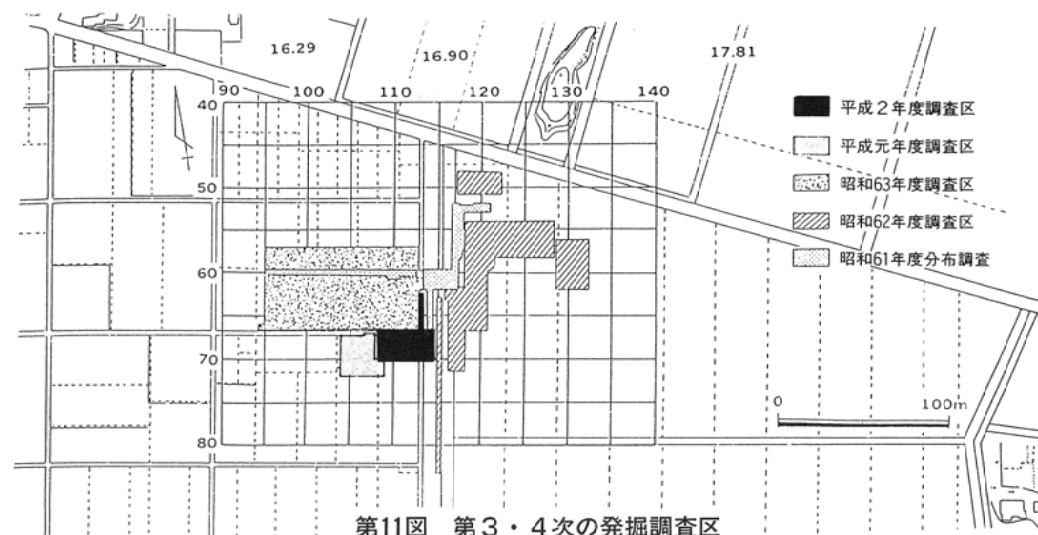 16.29
16.90
17.81
90 100 110 120 130 140
40
50
60
70
80
平成2年度調査区
平成元年度調査区
昭和63年度調査区
昭和62年度調査区
昭和61年度分布調査
0 100m
第11図 第3・4次の発掘調査区